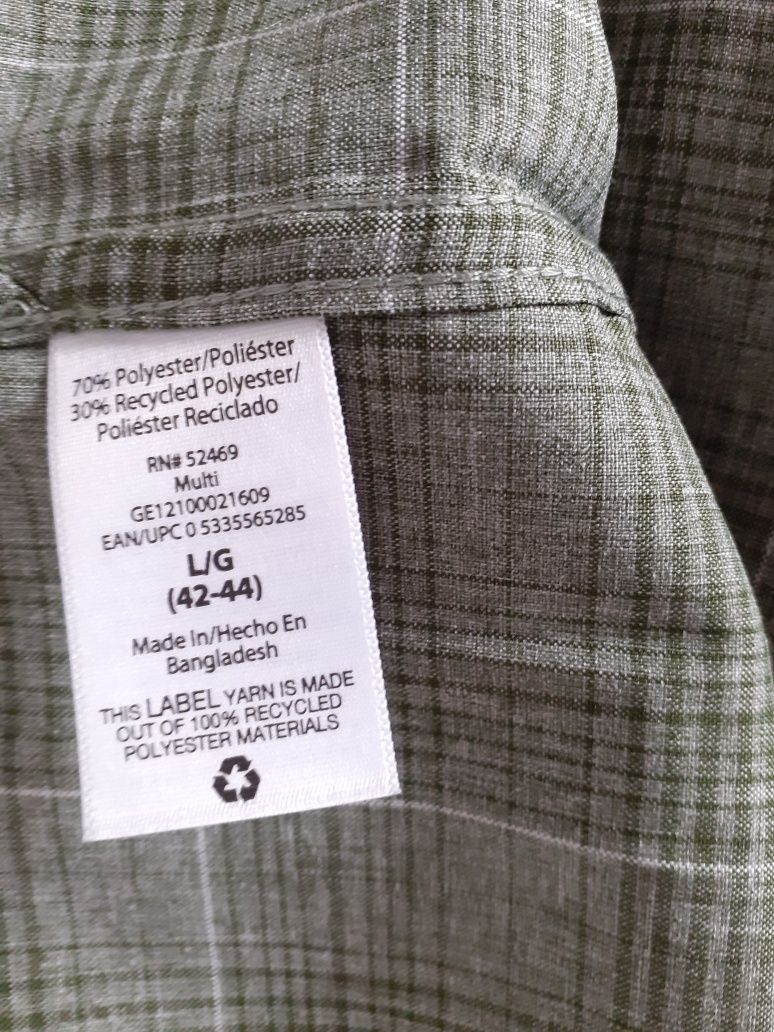 70% Polyester/Poliéster
30% Recycled Polyester/
Poliéster Reciclado
RN# 52469
Multi
GE12100021609
EAN/UPC 0 5335565285
L/G
(42-44)
Made In/Hecho En
Bangladesh
THIS LABEL YARN IS MADE
OUT OF 100% RECYCLED
POLYESTER MATERIALS